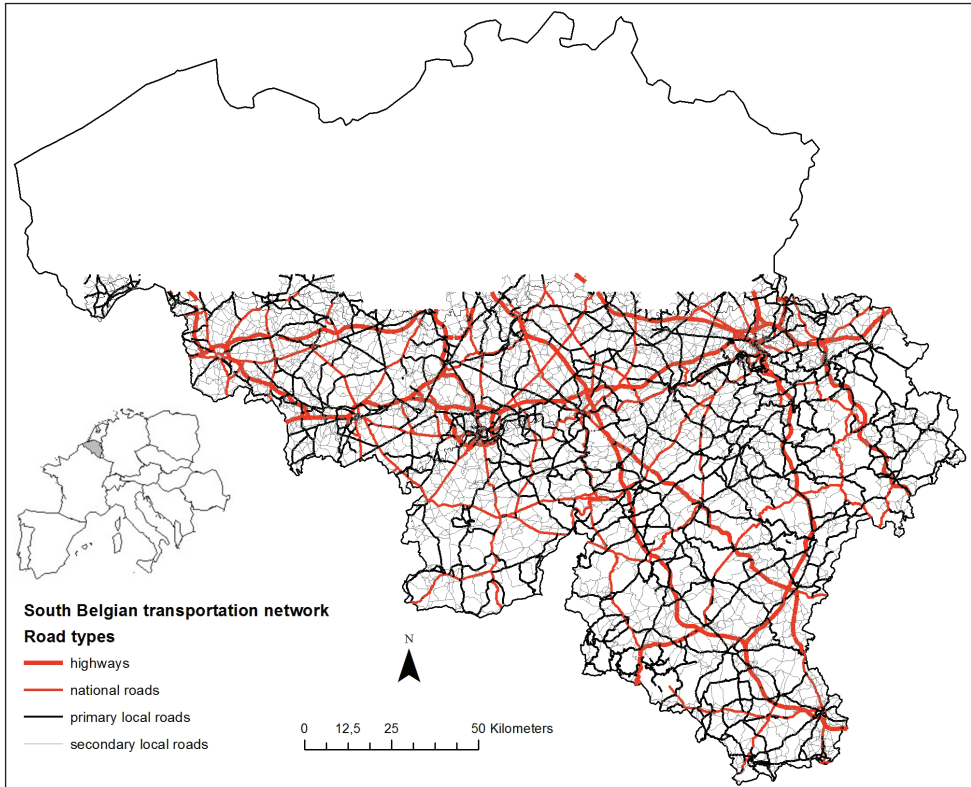 South Belgian transportation network
Road types
highways
national roads
primary local roads
secondary local roads
N
0 12,5 25 50 Kilometers